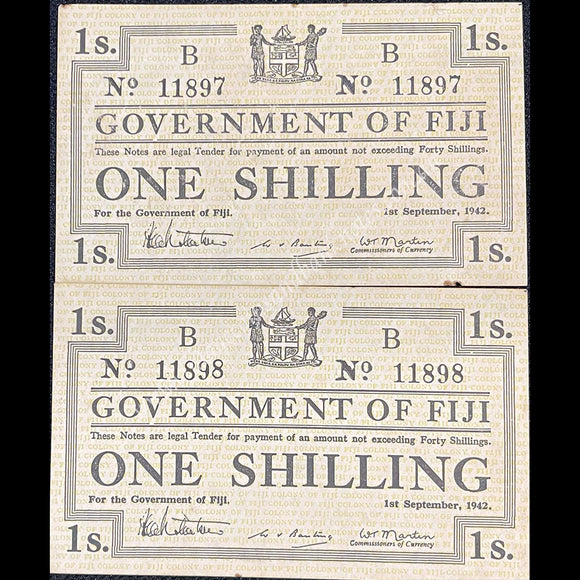 1s. 1s.
B B
Nº 11897 Nº 11897
GOVERNMENT OF FIJI
These Notes are legal Tender for payment of an amount not exceeding Forty Shillings.
ONE SHILLING
For the Government of Fiji. 1st September, 1942.
Commissioners of Currency
1s. 1s.
1s. 1s.
B B
Nº 11898 Nº 11898
GOVERNMENT OF FIJI
These Notes are legal Tender for payment of an amount not exceeding Forty Shillings.
ONE SHILLING
For the Government of Fiji. 1st September, 1942.
Commissioners of Currency
1s. 1s.